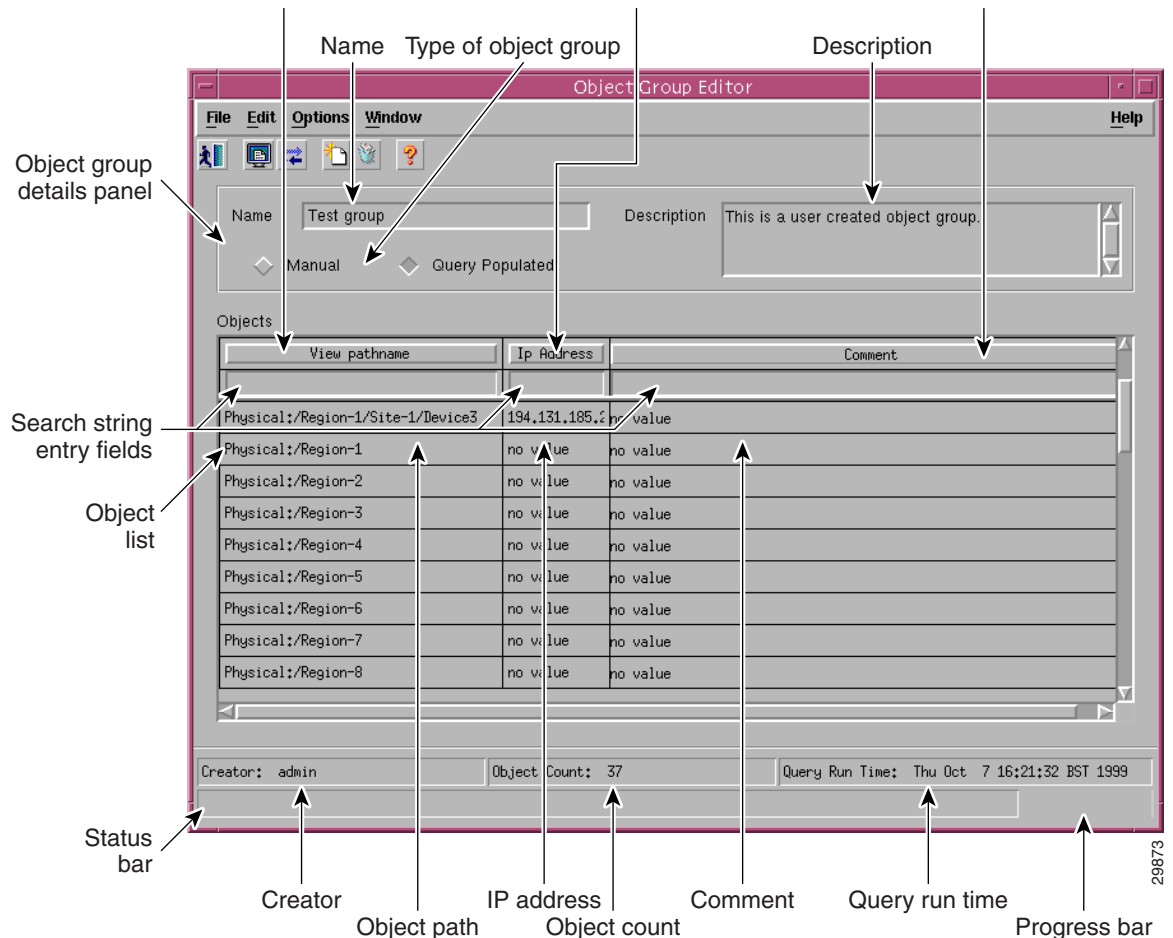 Name Type of object group Description
Object Group Editor
File Edit Options Window Help
Object group
details panel
Name Test group Description This is a user created object group.
Manual Query Populated
Objects
View pathname Ip Address Comment
Search string
entry fields
Physical:/Region-1/Site-1/Device3 194.131.185.2 no value
Physical:/Region-1 no value no value
Object
list
Physical:/Region-2 no value no value
Physical:/Region-3 no value no value
Physical:/Region-4 no value no value
Physical:/Region-5 no value no value
Physical:/Region-6 no value no value
Physical:/Region-7 no value no value
Physical:/Region-8 no value no value
Creator: admin Object Count: 37 Query Run Time: Thu Oct 7 16:21:32 BST 1999
Status
bar
Creator IP address Comment Query run time
Object path Object count Progress bar
29873